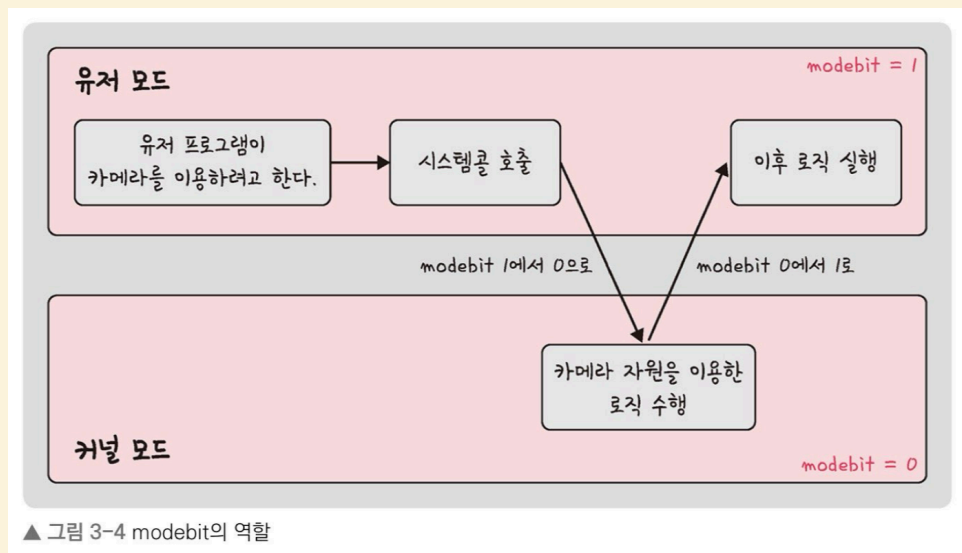 유저 모드
modebit = 1
유저 프로그램이
카메라를 이용하려고 한다.
시스템콜 호출
이후 로직 실행
modebit 1에서 0으로
modebit 0에서 1로
카메라 자원을 이용한
로직 수행
커널 모드
modebit = 0
▲ 그림 3-4 modebit의 역할